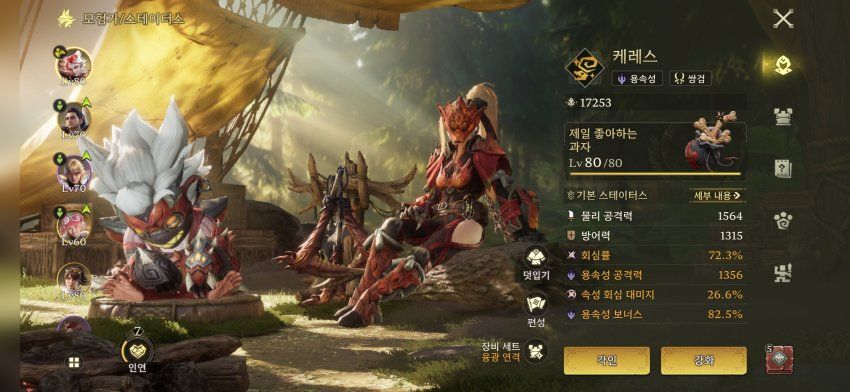 모험가/스테이터스
Lv80
Lv70
Lv70
Lv60
Lv80
7
인연
덧입기
편성
장비 세트
용광 연격
케레스
용속성
쌍검
17253
제일 좋아하는
과자
Lv 80/80
기본 스테이터스
세부 내용
물리 공격력 1564
방어력 1315
회심률 72.3%
용속성 공격력 1356
속성 회심 대미지 26.6%
용속성 보너스 82.5%
각인
강화
5